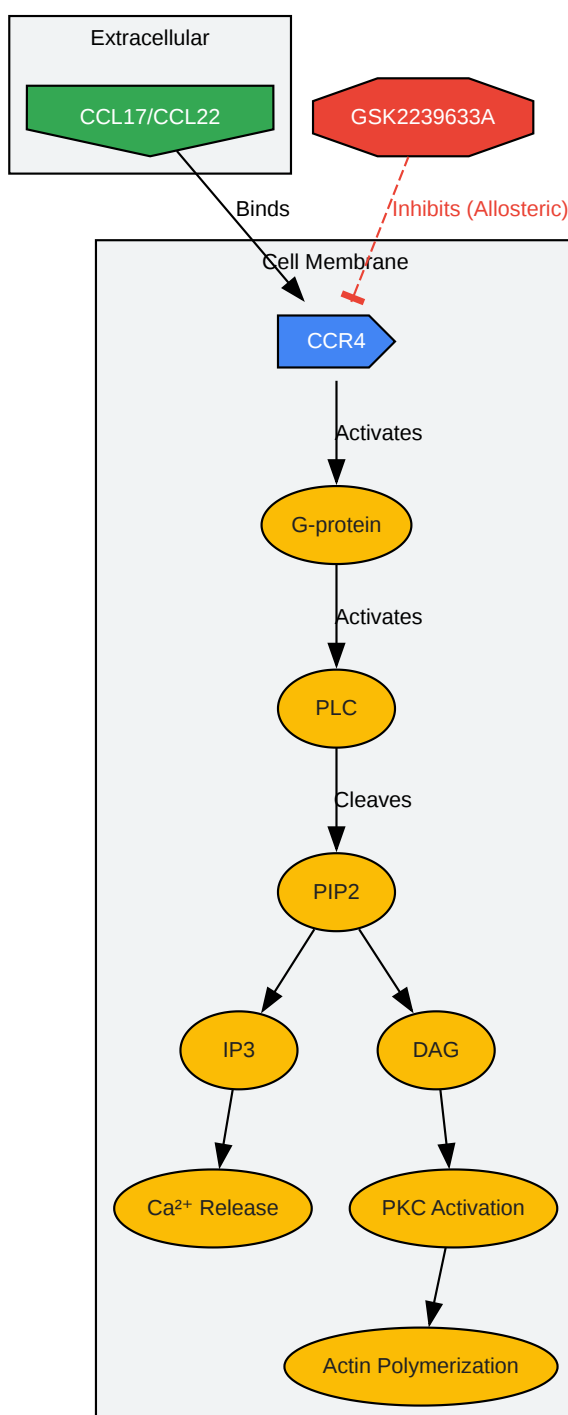 Extracellular
CCL17/CCL22
GSK2239633A
Binds
Inhibits (Allosteric)
Cell Membrane
CCR4
Activates
G-protein
Activates
PLC
Cleaves
PIP2
IP3
DAG
Ca²⁺ Release
PKC Activation
Actin Polymerization